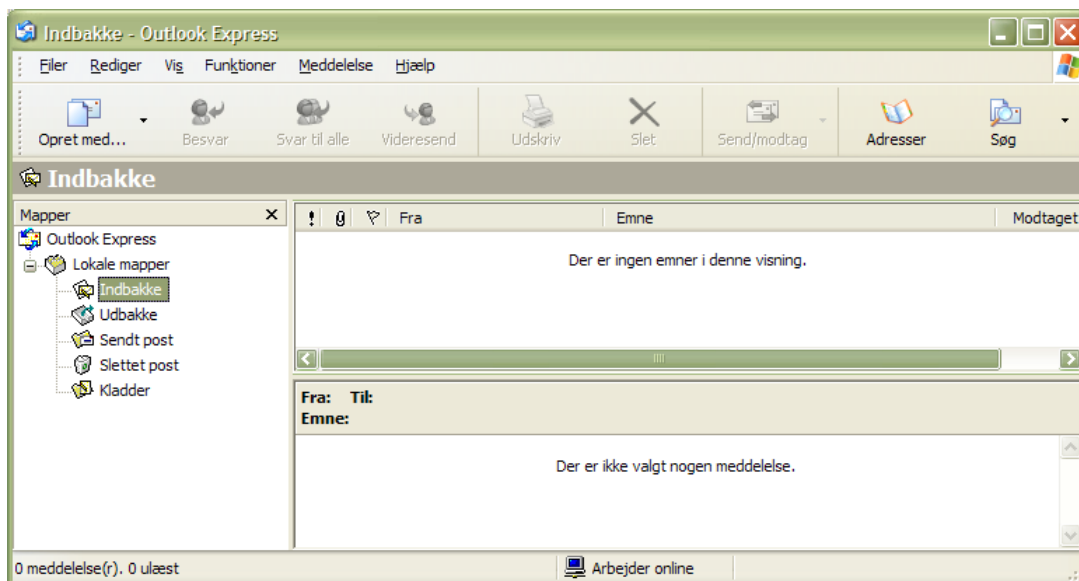 Indbakke - Outlook Express
Filer Rediger Vis Funktioner Meddelelse Hjælp
Opret med... Besvar Svar til alle Videresend Udskriv Slet Send/modtag Adresser Søg
Indbakke
Mapper
Outlook Express
Lokale mapper
Indbakke
Udbakke
Sendt post
Slettet post
Kladder
Fra Emne Modtaget
Der er ingen emner i denne visning.
Fra: Til:
Emne:
Der er ikke valgt nogen meddelelse.
0 meddelelse(r). 0 ulæst Arbejder online